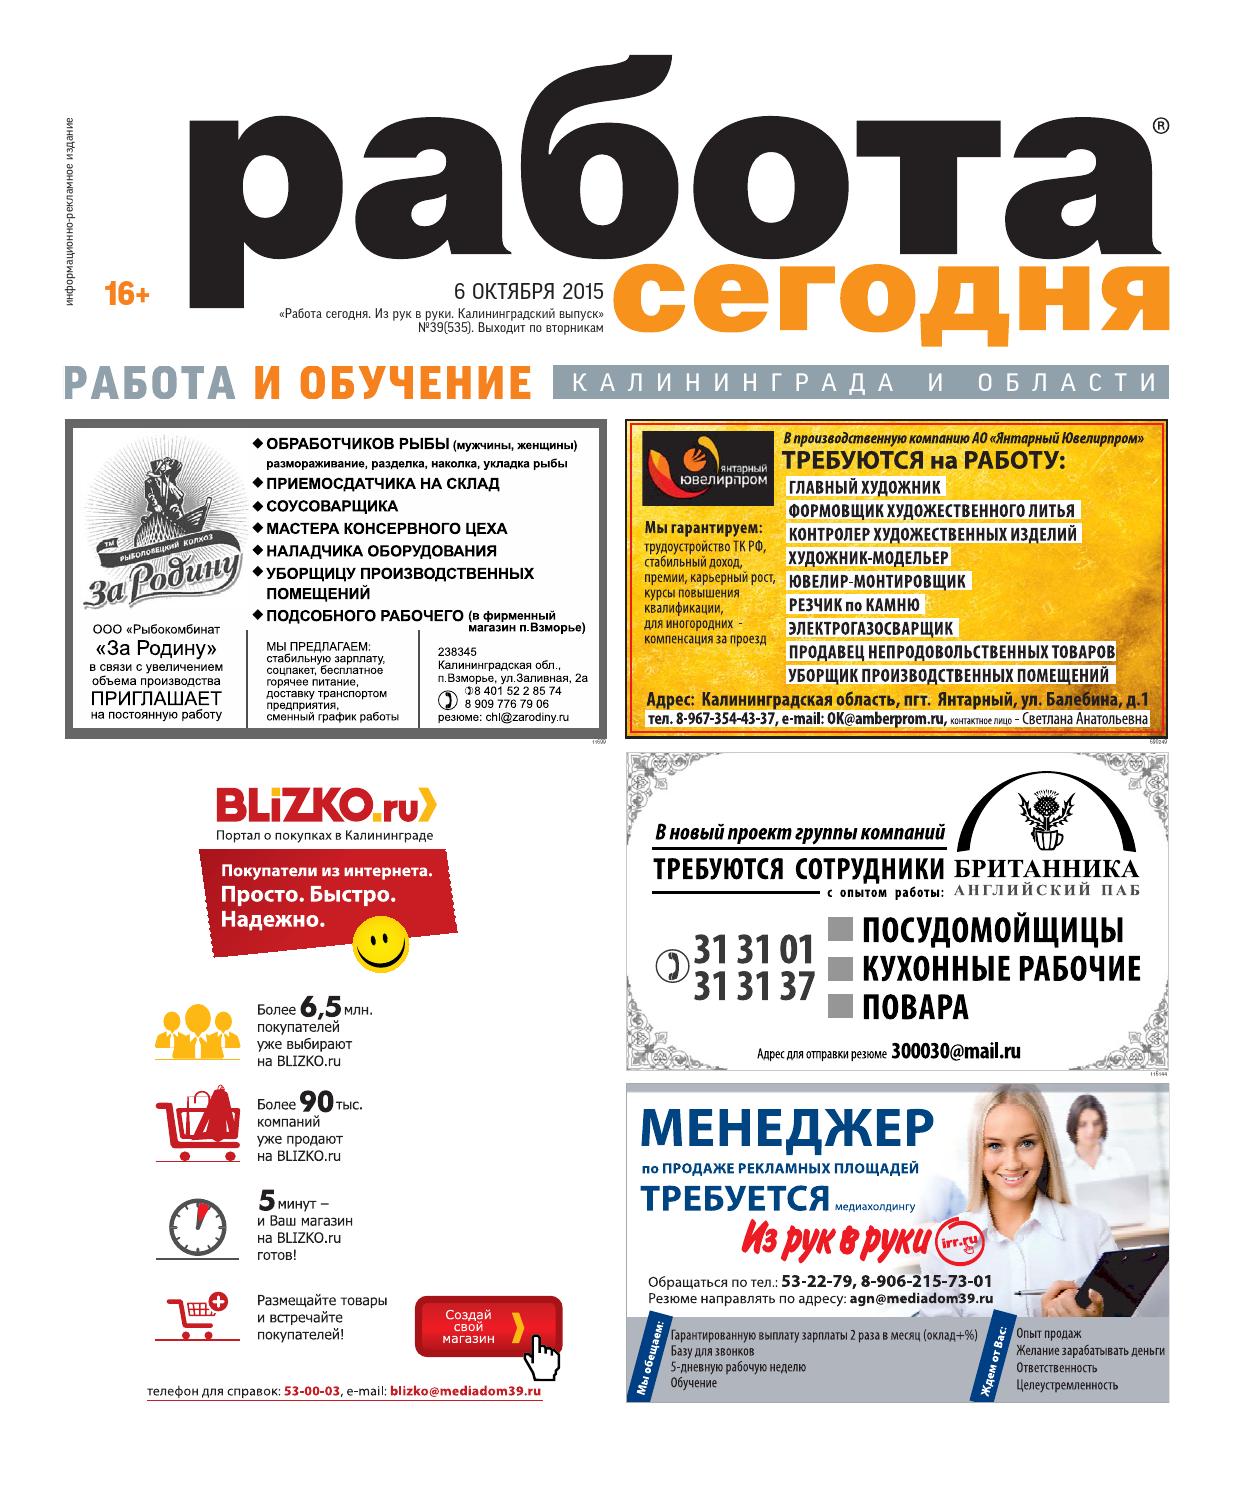 информационно-рекламное издание
работа®
сегодня
16+
6 ОКТЯБРЯ 2015
«Работа сегодня. Из рук в руки. Калининградский выпуск»
№39(535). Выходит по вторникам
РАБОТА И ОБУЧЕНИЕ КАЛИНИНГРАДА И ОБЛАСТИ
ТМ РЫБОЛОВЕЦКИЙ КОЛХОЗ
За Родину
ООО «Рыбокомбинат
«За Родину»
в связи с увеличением
объема производства
ПРИГЛАШАЕТ
на постоянную работу
◆ ОБРАБОТЧИКОВ РЫБЫ (мужчины, женщины)
размораживание, разделка, наколка, укладка рыбы
◆ ПРИЕМОСДАТЧИКА НА СКЛАД
◆ СОУСОВАРЩИКА
◆ МАСТЕРА КОНСЕРВНОГО ЦЕХА
◆ НАЛАДЧИКА ОБОРУДОВАНИЯ
◆ УБОРЩИЦУ ПРОИЗВОДСТВЕННЫХ
ПОМЕЩЕНИЙ
◆ ПОДСОБНОГО РАБОЧЕГО (в фирменный
магазин п.Взморье)
МЫ ПРЕДЛАГАЕМ:
стабильную зарплату,
соцпакет, бесплатное
горячее питание,
доставку транспортом
предприятия,
сменный график работы
238345
Калининградская обл.,
п.Взморье, ул.Заливная, 2а
8 401 52 2 85 74
8 909 776 79 06
резюме: chl@zarodiny.ru
янтарный
ювелирпром
Мы гарантируем:
трудоустройство ТК РФ,
стабильный доход,
премии, карьерный рост,
курсы повышения
квалификации,
для иногородних -
компенсация за проезд
В производственную компанию АО «Янтарный Ювелирпром»
ТРЕБУЮТСЯ на РАБОТУ:
ГЛАВНЫЙ ХУДОЖНИК
ФОРМОВЩИК ХУДОЖЕСТВЕННОГО ЛИТЬЯ
КОНТРОЛЕР ХУДОЖЕСТВЕННЫХ ИЗДЕЛИЙ
ХУДОЖНИК-МОДЕЛЬЕР
ЮВЕЛИР-МОНТИРОВЩИК
РЕЗЧИК по КАМНЮ
ЭЛЕКТРОГАЗОСВАРЩИК
ПРОДАВЕЦ НЕПРОДОВОЛЬСТВЕННЫХ ТОВАРОВ
УБОРЩИК ПРОИЗВОДСТВЕННЫХ ПОМЕЩЕНИЙ
Адрес: Калининградская область, пгт. Янтарный, ул. Балебина, д.1
тел. 8-967-354-43-37, e-mail: OK@amberprom.ru, контактное лицо - Светлана Анатольевна
BLiZKO.ru
Портал о покупках в Калининграде
Покупатели из интернета.
Просто. Быстро.
Надежно.
Более 6,5 млн.
покупателей
уже выбирают
на BLIZKO.ru
Более 90 тыс.
компаний
уже продают
на BLIZKO.ru
5 минут –
и Ваш магазин
на BLIZKO.ru
готов!
Размещайте товары
и встречайте
покупателей!
Создай
свой
магазин
телефон для справок: 53-00-03, e-mail: blizko@mediadom39.ru
В новый проект группы компаний
ТРЕБУЮТСЯ СОТРУДНИКИ
с опытом работы:
БРИТАННИКА
АНГЛИЙСКИЙ ПАБ
31 31 01
31 31 37
ПОСУДОМОЙЩИЦЫ
КУХОННЫЕ РАБОЧИЕ
ПОВАРА
Адрес для отправки резюме 300030@mail.ru
МЕНЕДЖЕР
по ПРОДАЖЕ РЕКЛАМНЫХ ПЛОЩАДЕЙ
ТРЕБУЕТСЯ медиахолдингу
Из рук в руки irr.ru
Обращаться по тел.: 53-22-79, 8-906-215-73-01
Резюме направлять по адресу: agn@mediadom39.ru
Мы обещаем:
Гарантированную выплату зарплаты 2 раза в месяц (оклад+%)
Базу для звонков
5-дневную рабочую неделю
Обучение
Ждем от Вас:
Опыт продаж
Желание зарабатывать деньги
Ответственность
Целеустремленность